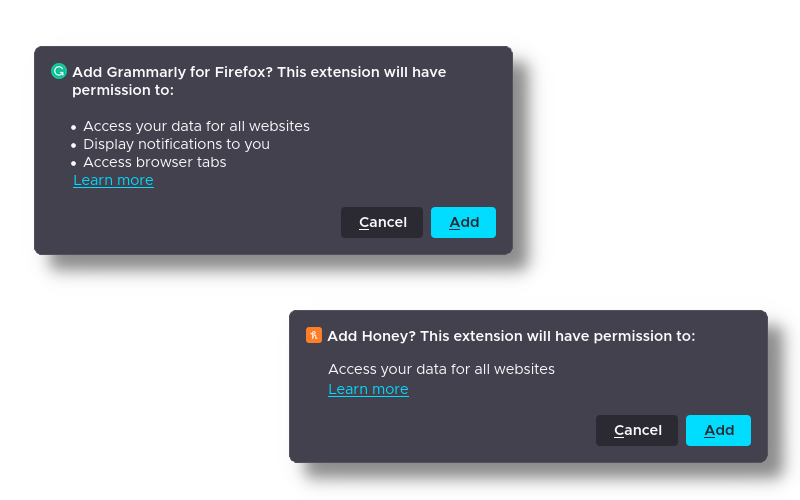 Add Grammarly for Firefox? This extension will have
permission to:
• Access your data for all websites
• Display notifications to you
• Access browser tabs
Learn more
Cancel Add
Add Honey? This extension will have permission to:
Access your data for all websites
Learn more
Cancel Add